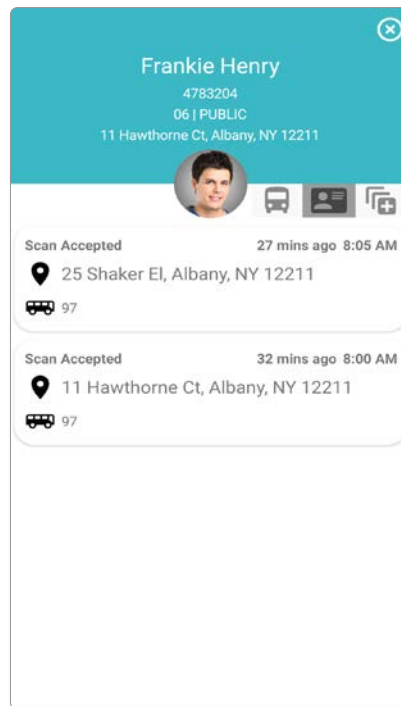 Frankie Henry
4783204
06 | PUBLIC
11 Hawthorne Ct, Albany, NY 12211
Scan Accepted 27 mins ago 8:05 AM
25 Shaker El, Albany, NY 12211
97
Scan Accepted 32 mins ago 8:00 AM
11 Hawthorne Ct, Albany, NY 12211
97